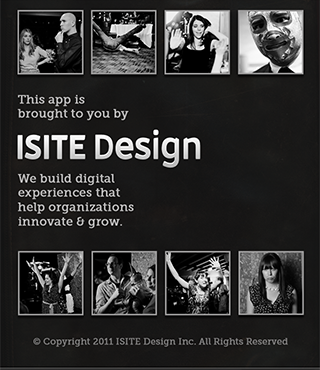 This app is
brought to you by
ISITE Design
We build digital
experiences that
help organizations
innovate & grow.
© Copyright 2011 ISITE Design Inc. All Rights Reserved